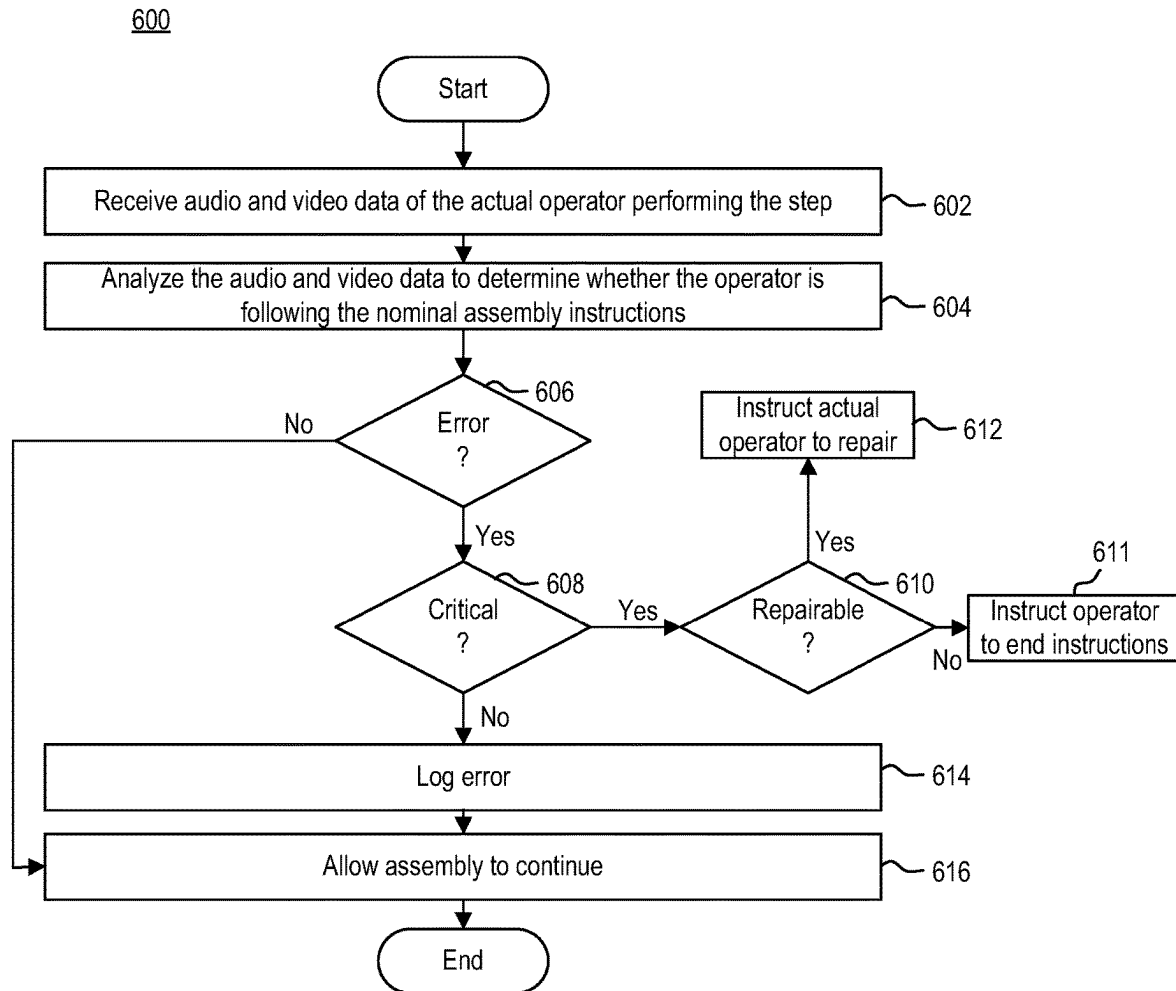 600
Start
Receive audio and video data of the actual operator performing the step
602
Analyze the audio and video data to determine whether the operator is
following the nominal assembly instructions
604
606
Error
?
No
Yes
Instruct actual
operator to repair
612
608
Critical
?
Yes
No
Yes
610
Repairable
?
No
611
Instruct operator
to end instructions
Log error
614
Allow assembly to continue
616
End